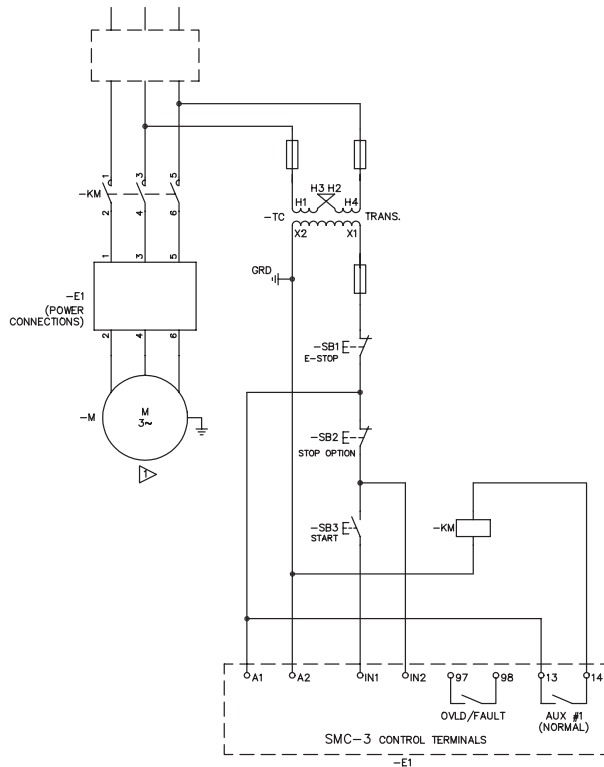 1 3 5
-KM
2 4 6
H3 H2
H1 H4
-TC TRANS.
X2 X1
GRD
1 3 5
-E1
(POWER
CONNECTIONS)
2 4 6
-SB1
E-STOP
-M
M
3~
1
-SB2
STOP OPTION
-SB3
START
-KM
A1 A2 IN1 IN2 97 98 13 14
OVLD/FAULT
AUX #1
(NORMAL)
SMC-3 CONTROL TERMINALS
-E1